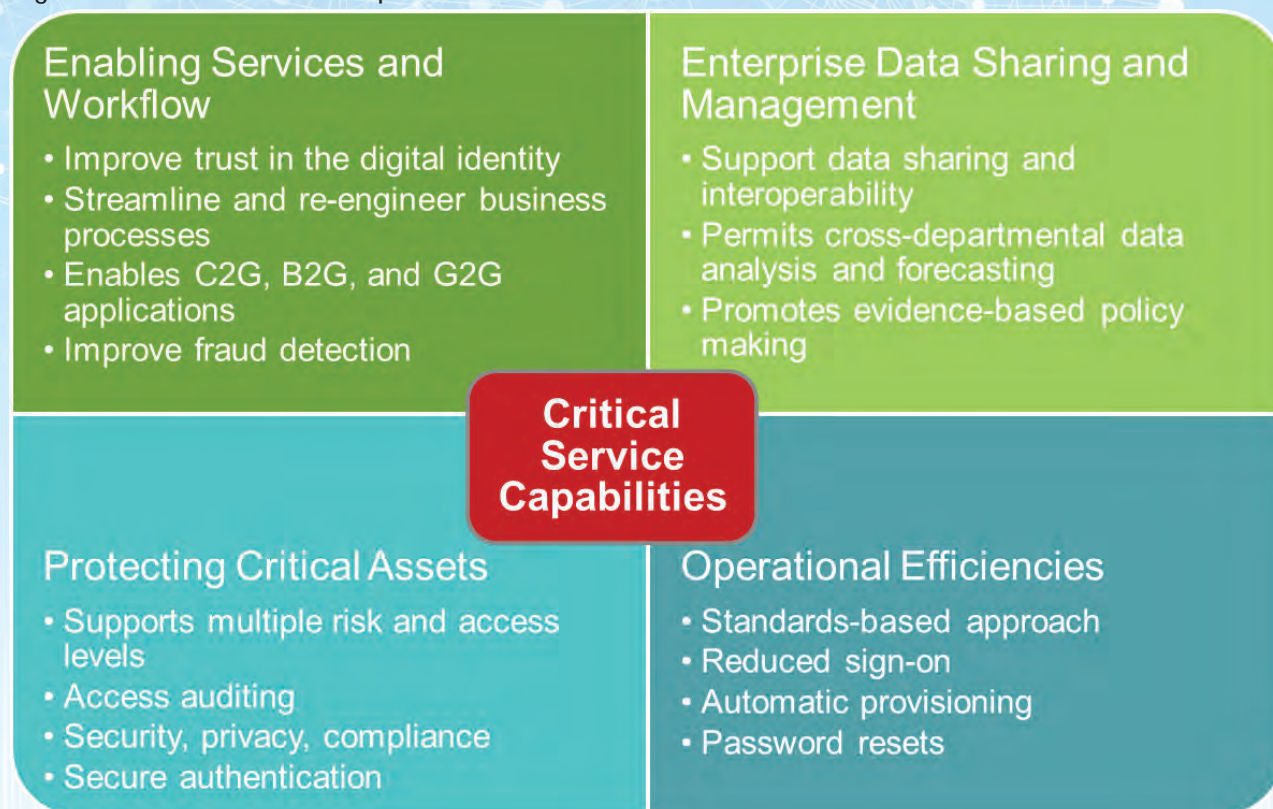 Enabling Services and
Workflow
• Improve trust in the digital identity
• Streamline and re-engineer business
processes
• Enables C2G, B2G, and G2G
applications
• Improve fraud detection
Enterprise Data Sharing and
Management
• Support data sharing and
interoperability
• Permits cross-departmental data
analysis and forecasting
• Promotes evidence-based policy
making
Critical
Service
Capabilities
Protecting Critical Assets
• Supports multiple risk and access
levels
• Access auditing
• Security, privacy, compliance
• Secure authentication
Operational Efficiencies
• Standards-based approach
• Reduced sign-on
• Automatic provisioning
• Password resets